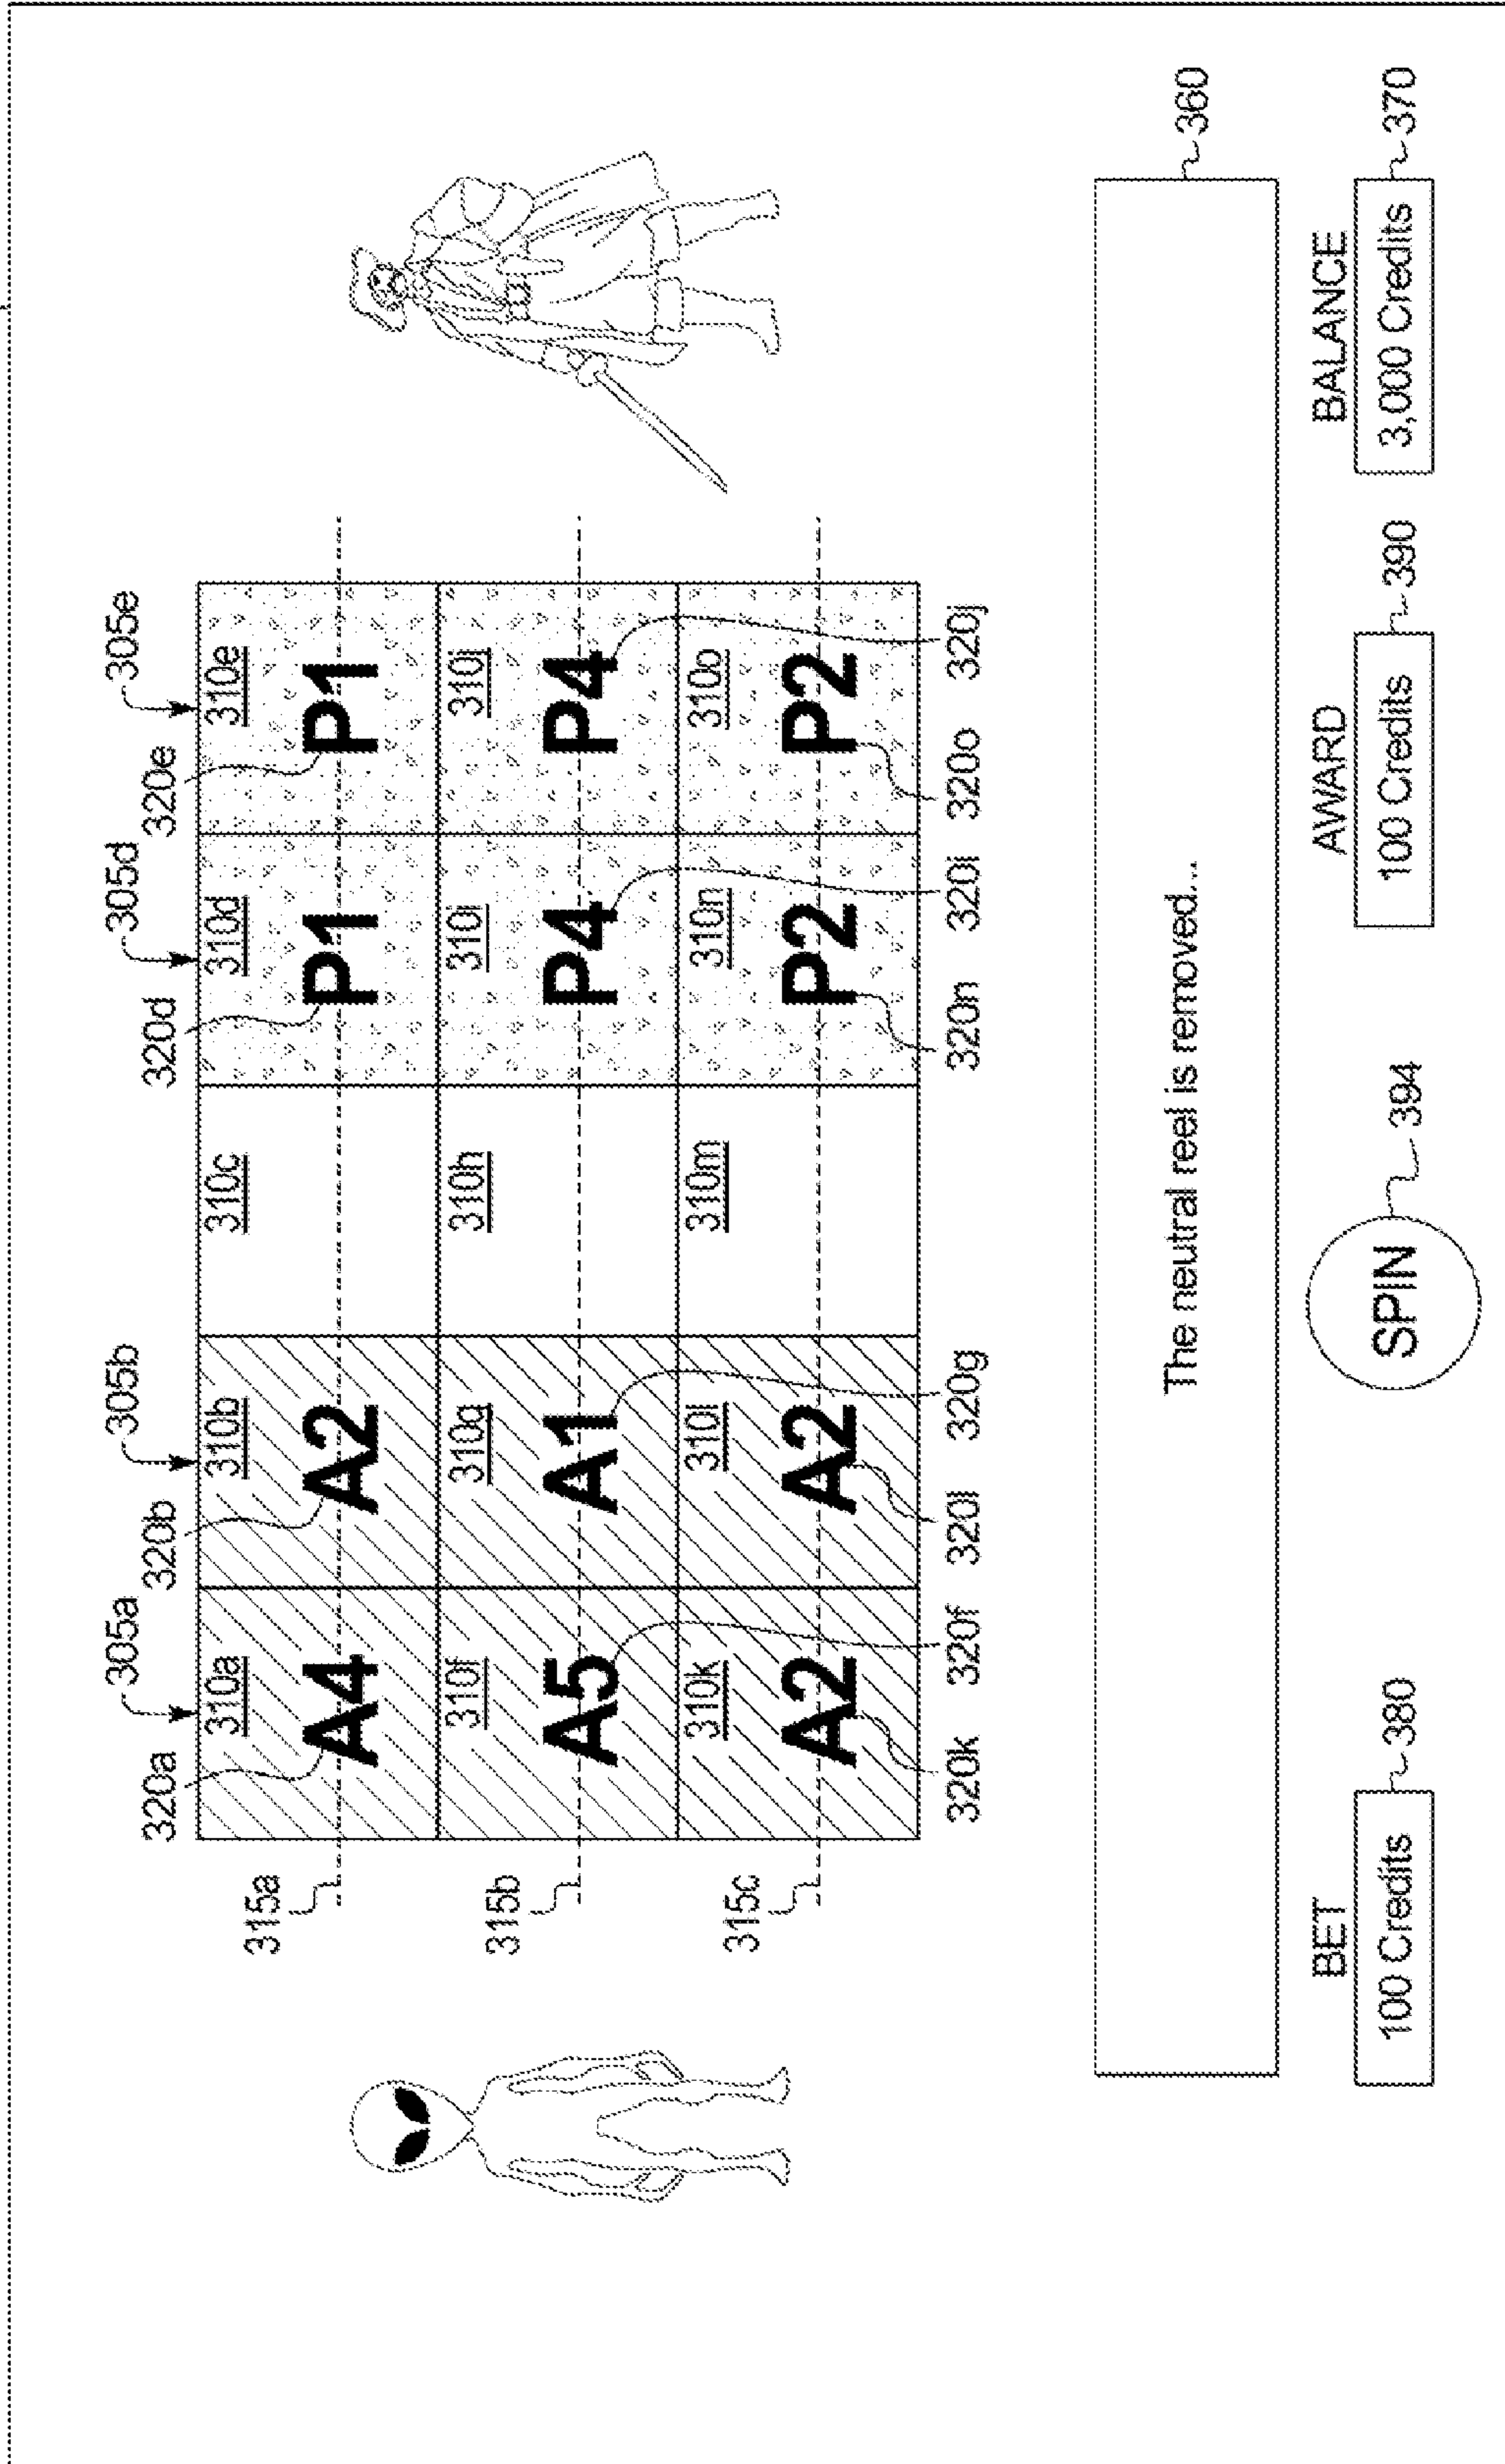 305a 305b 305d 305e
320a 320b 320d 320e
310a 310b 310c 310d 310e
315a A4 A2 P1 P1
310f 310g 310h 310i 310j
315b A5 A1 P4 P4
310k 310l 310m 310n 310o
315c A2 A2 P2 P2
320k 320f 320l 320g 320n 320i 320o 320j
The neutral reel is removed...
360
BET AWARD BALANCE
100 Credits 380 SPIN 394 100 Credits 390 3,000 Credits 370